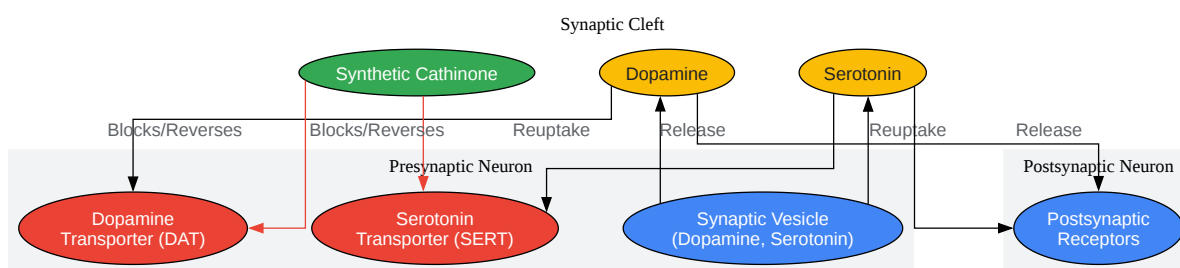 Synaptic Cleft
Synthetic Cathinone
Dopamine
Serotonin
Blocks/Reverses
Blocks/Reverses
Reuptake
Release
Reuptake
Release
Presynaptic Neuron
Postsynaptic Neuron
Dopamine
Transporter (DAT)
Serotonin
Transporter (SERT)
Synaptic Vesicle
(Dopamine, Serotonin)
Postsynaptic
Receptors